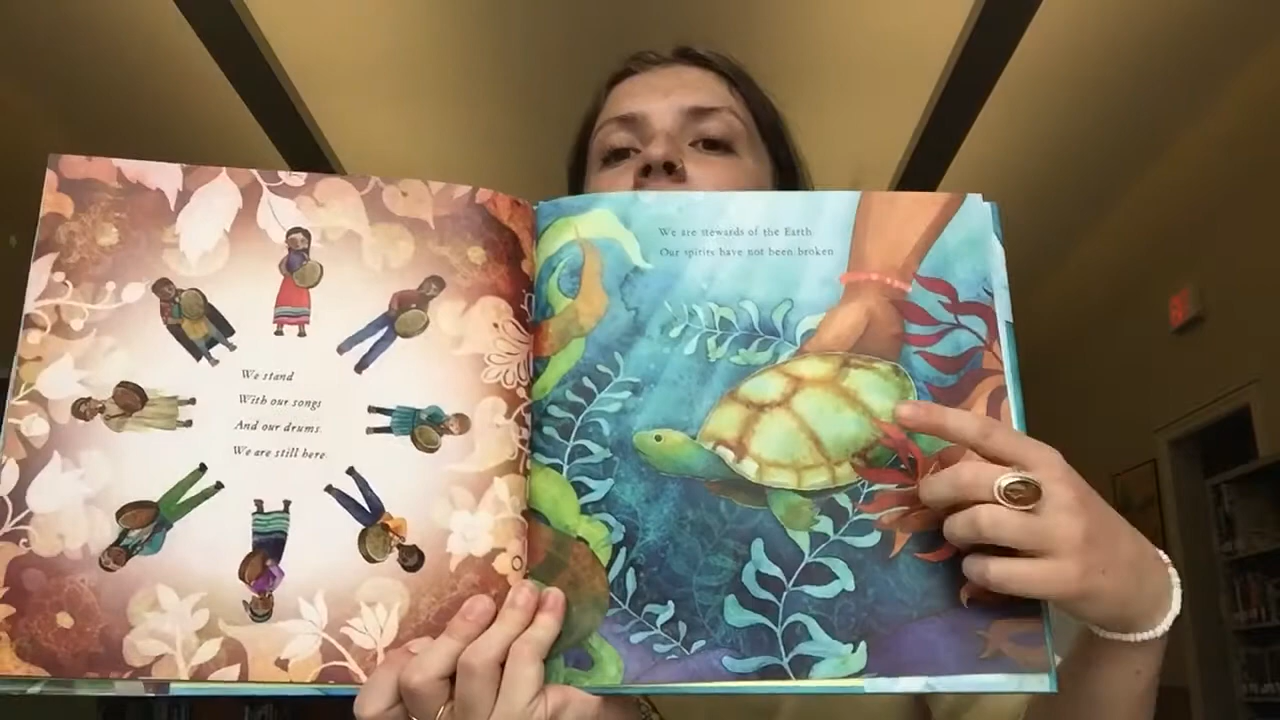 We stand
With our songs
And our drums.
We are still here.
We are stewards of the Earth.
Our spirits have not been broken.